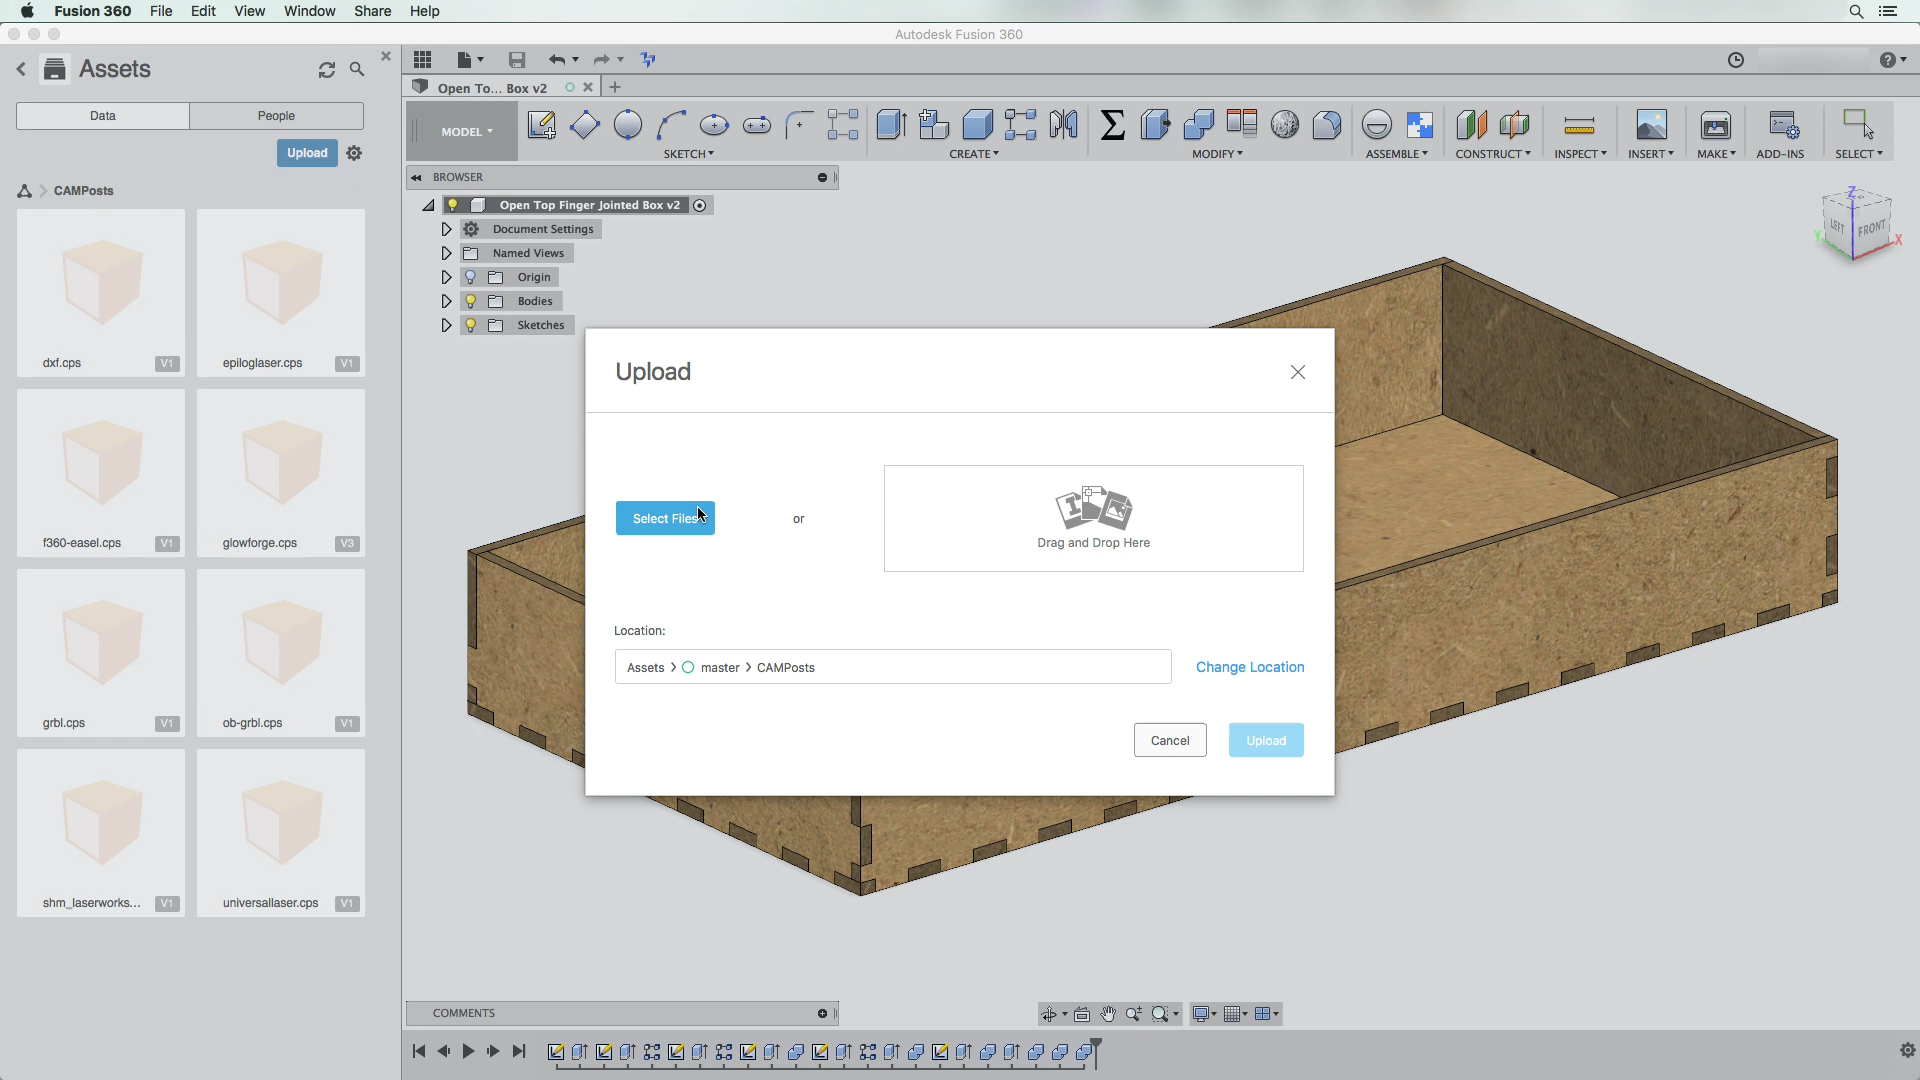 Fusion 360 File Edit View Window Share Help
Autodesk Fusion 360
Assets
Data People
Upload
CAMPosts
dxf.cps V1
epiloglaser.cps V1
f360-easel.cps V1
glowforge.cps V3
grbl.cps V1
ob-grbl.cps V1
shm_laserworks... V1
universallaser.cps V1
Open To... Box v2
MODEL
SKETCH CREATE MODIFY ASSEMBLE CONSTRUCT INSPECT INSERT MAKE ADD-INS SELECT
BROWSER
Open Top Finger Jointed Box v2
Document Settings
Named Views
Origin
Bodies
Sketches
Z
LEFT FRONT
Y X
Upload
Select Files
or
Drag and Drop Here
Location:
Assets > master > CAMPosts
Change Location
Cancel Upload
COMMENTS